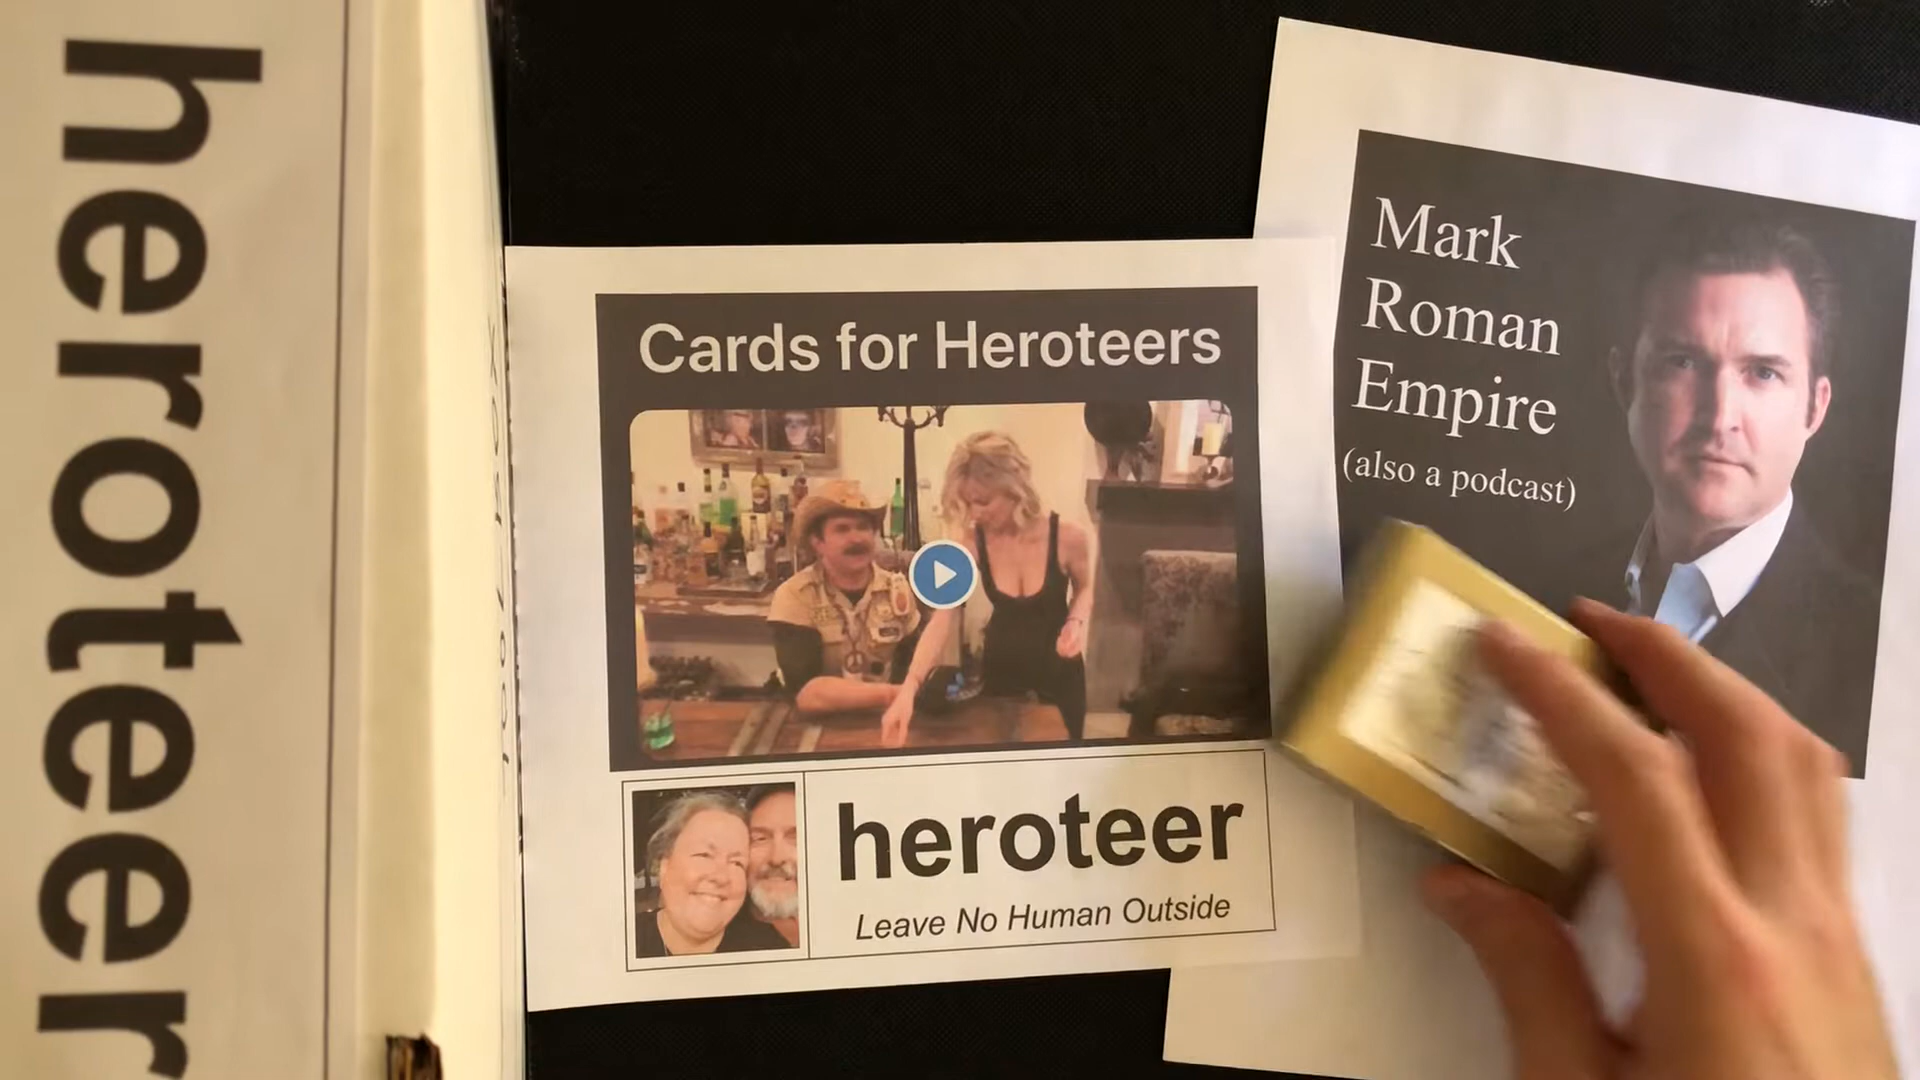 heroteer
Cards for Heroteers
heroteer
Leave No Human Outside
Mark
Roman
Empire
(also a podcast)